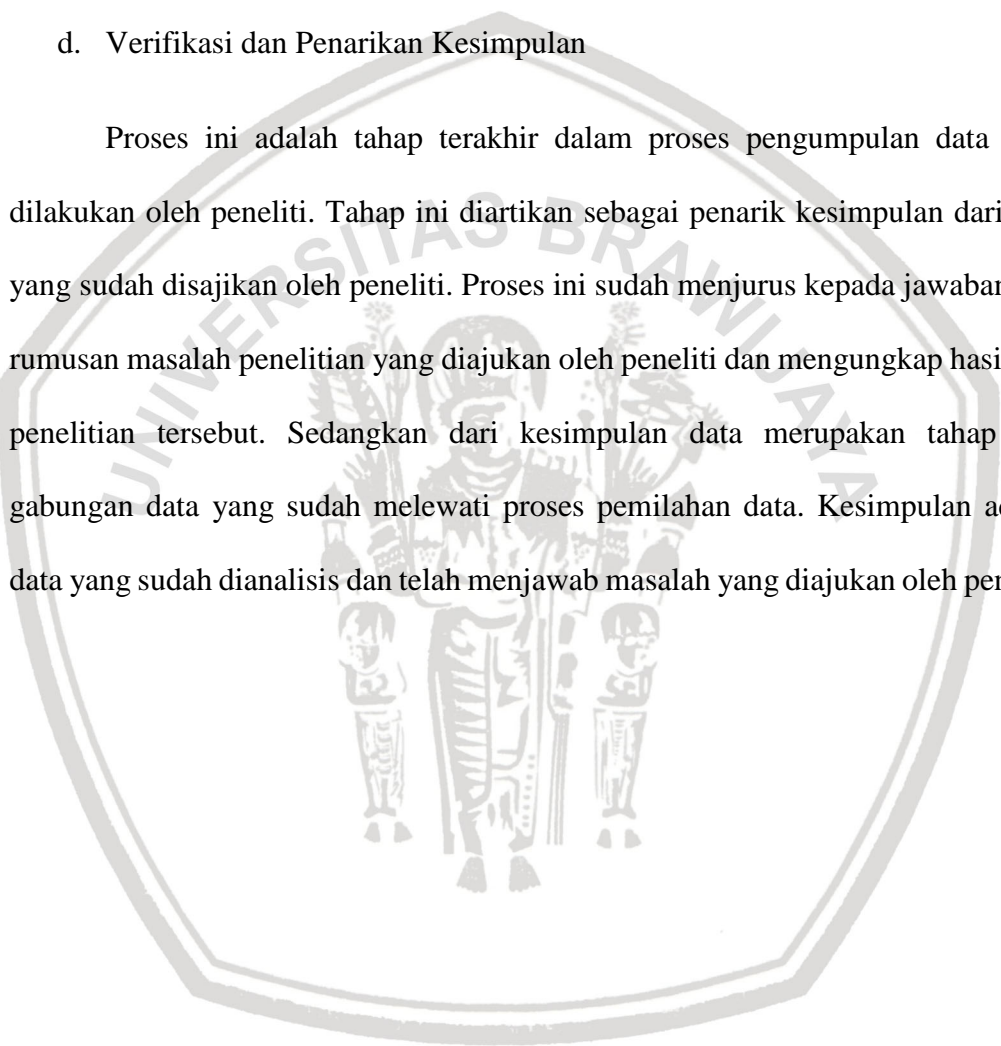 d. Verifikasi dan Penarikan Kesimpulan
Proses ini adalah tahap terakhir dalam proses pengumpulan data
dilakukan oleh peneliti. Tahap ini diartikan sebagai penarik kesimpulan dari
yang sudah disajikan oleh peneliti. Proses ini sudah menjurus kepada jawaban
rumusan masalah penelitian yang diajukan oleh peneliti dan mengungkap
penelitian tersebut. Sedangkan dari kesimpulan data merupakan tahap
gabungan data yang sudah melewati proses pemilahan data. Kesimpulan
data yang sudah dianalisis dan telah menjawab masalah yang diajukan oleh
UNIVERSITAS BRAWIJAYA